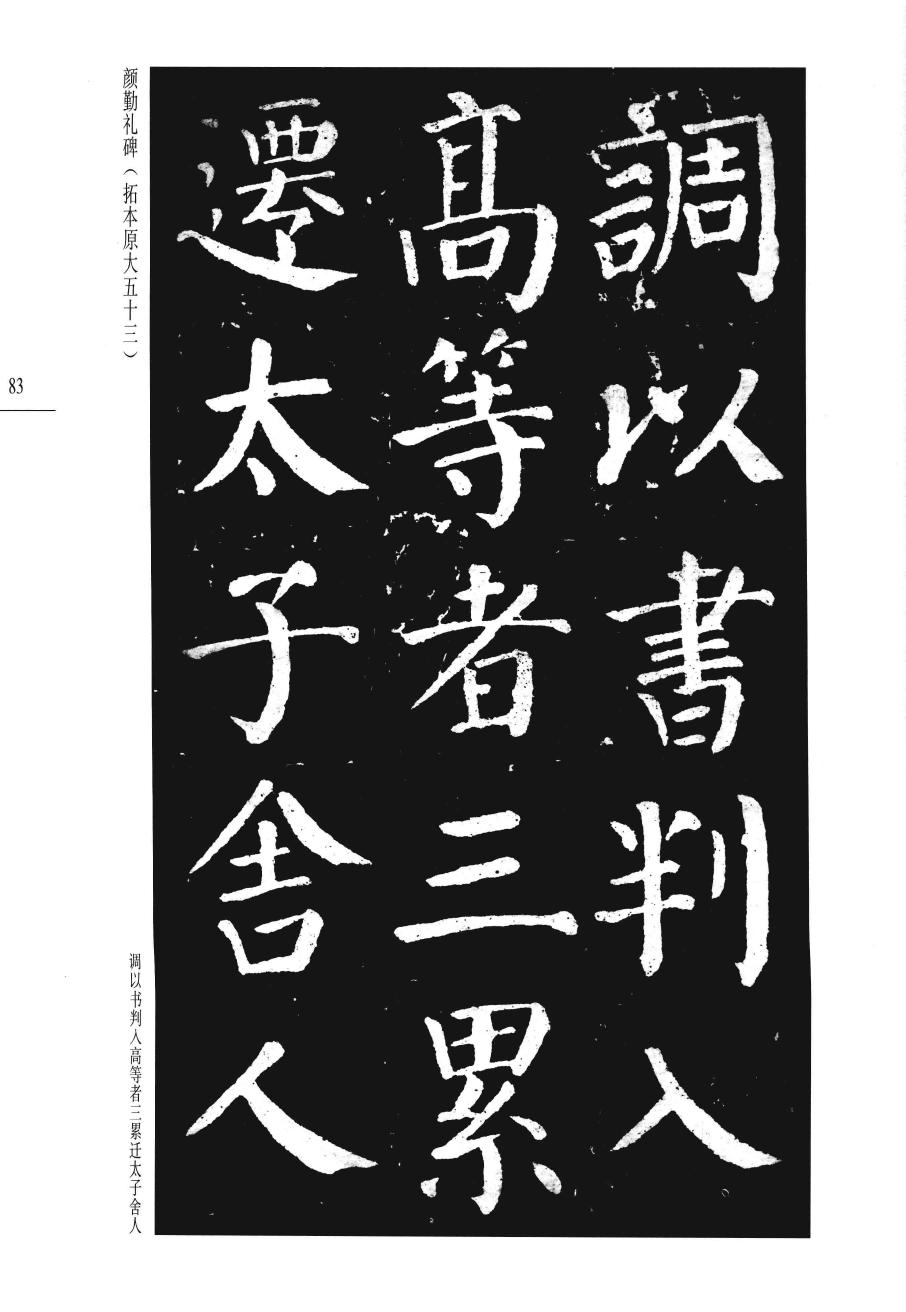 調以書判入
髙等者三累
遷太子舍人
颜勤礼碑（拓本原大五十三）
调以书判入高等者三累迁太子舍人
83